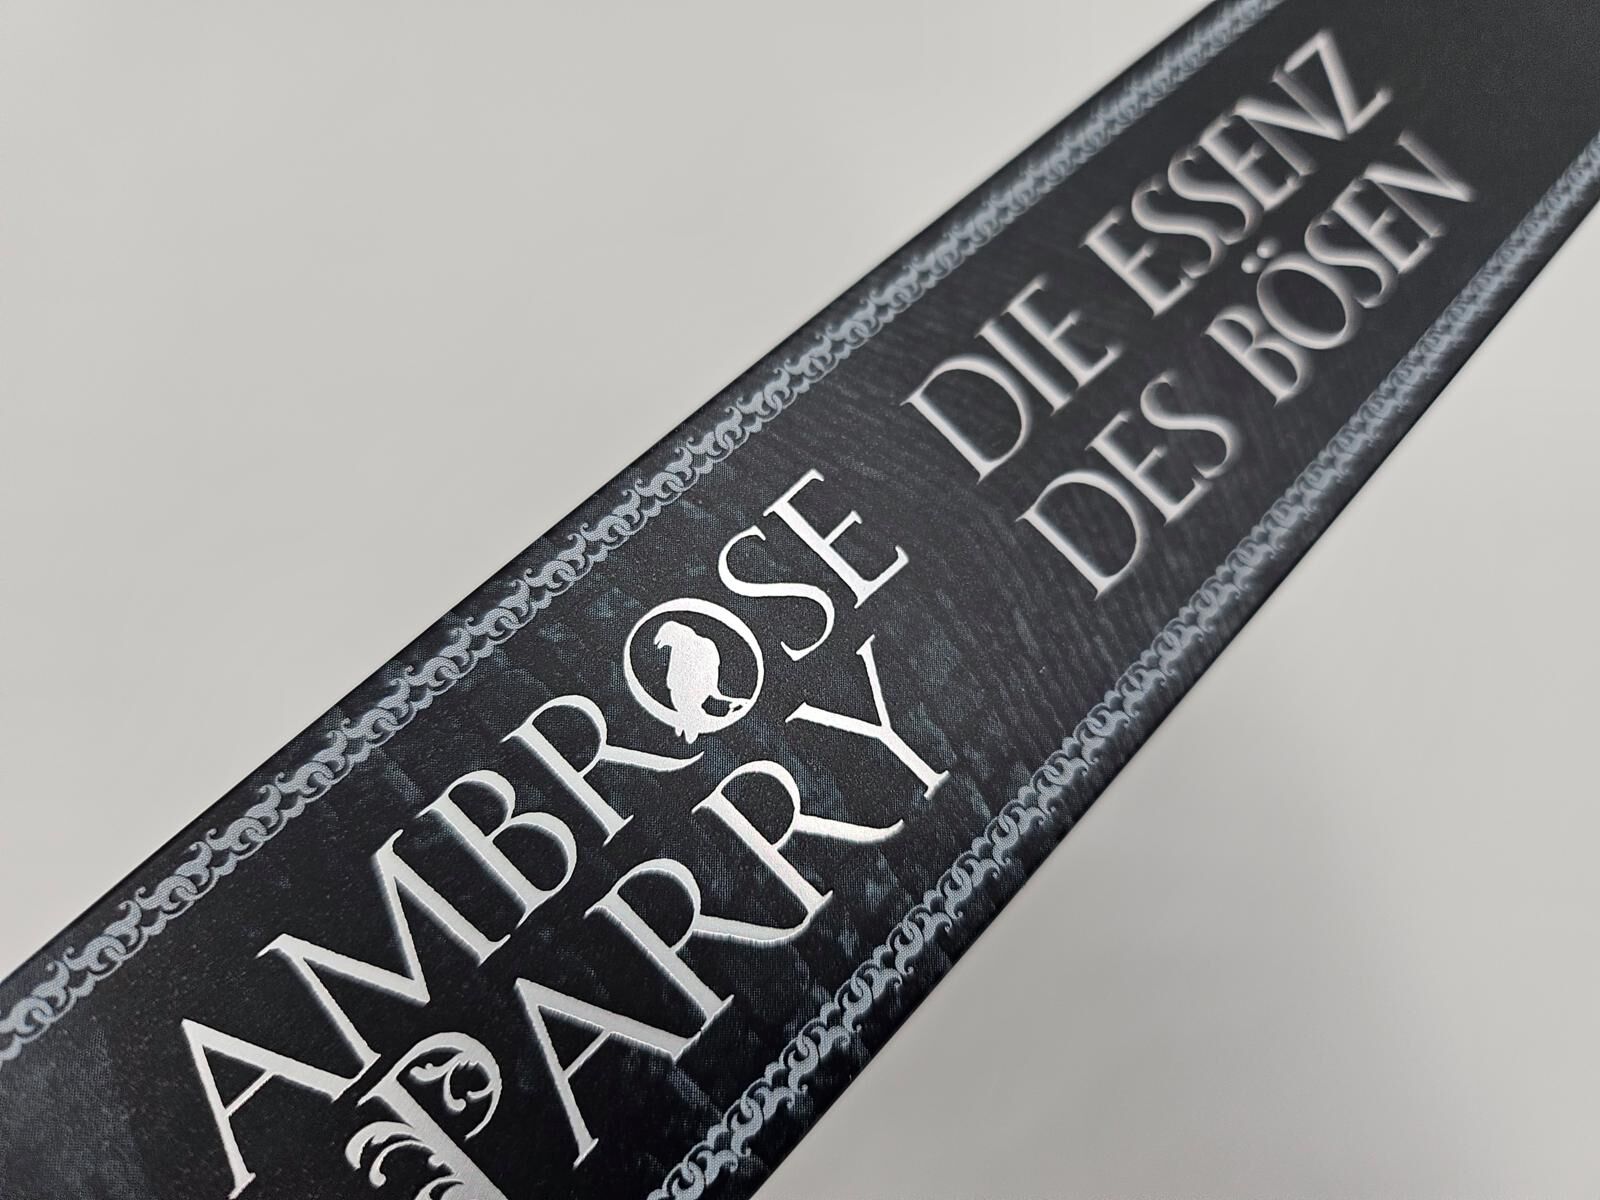 AMBROSE
PARRY
DIE ESSENZ
DES BÖSEN